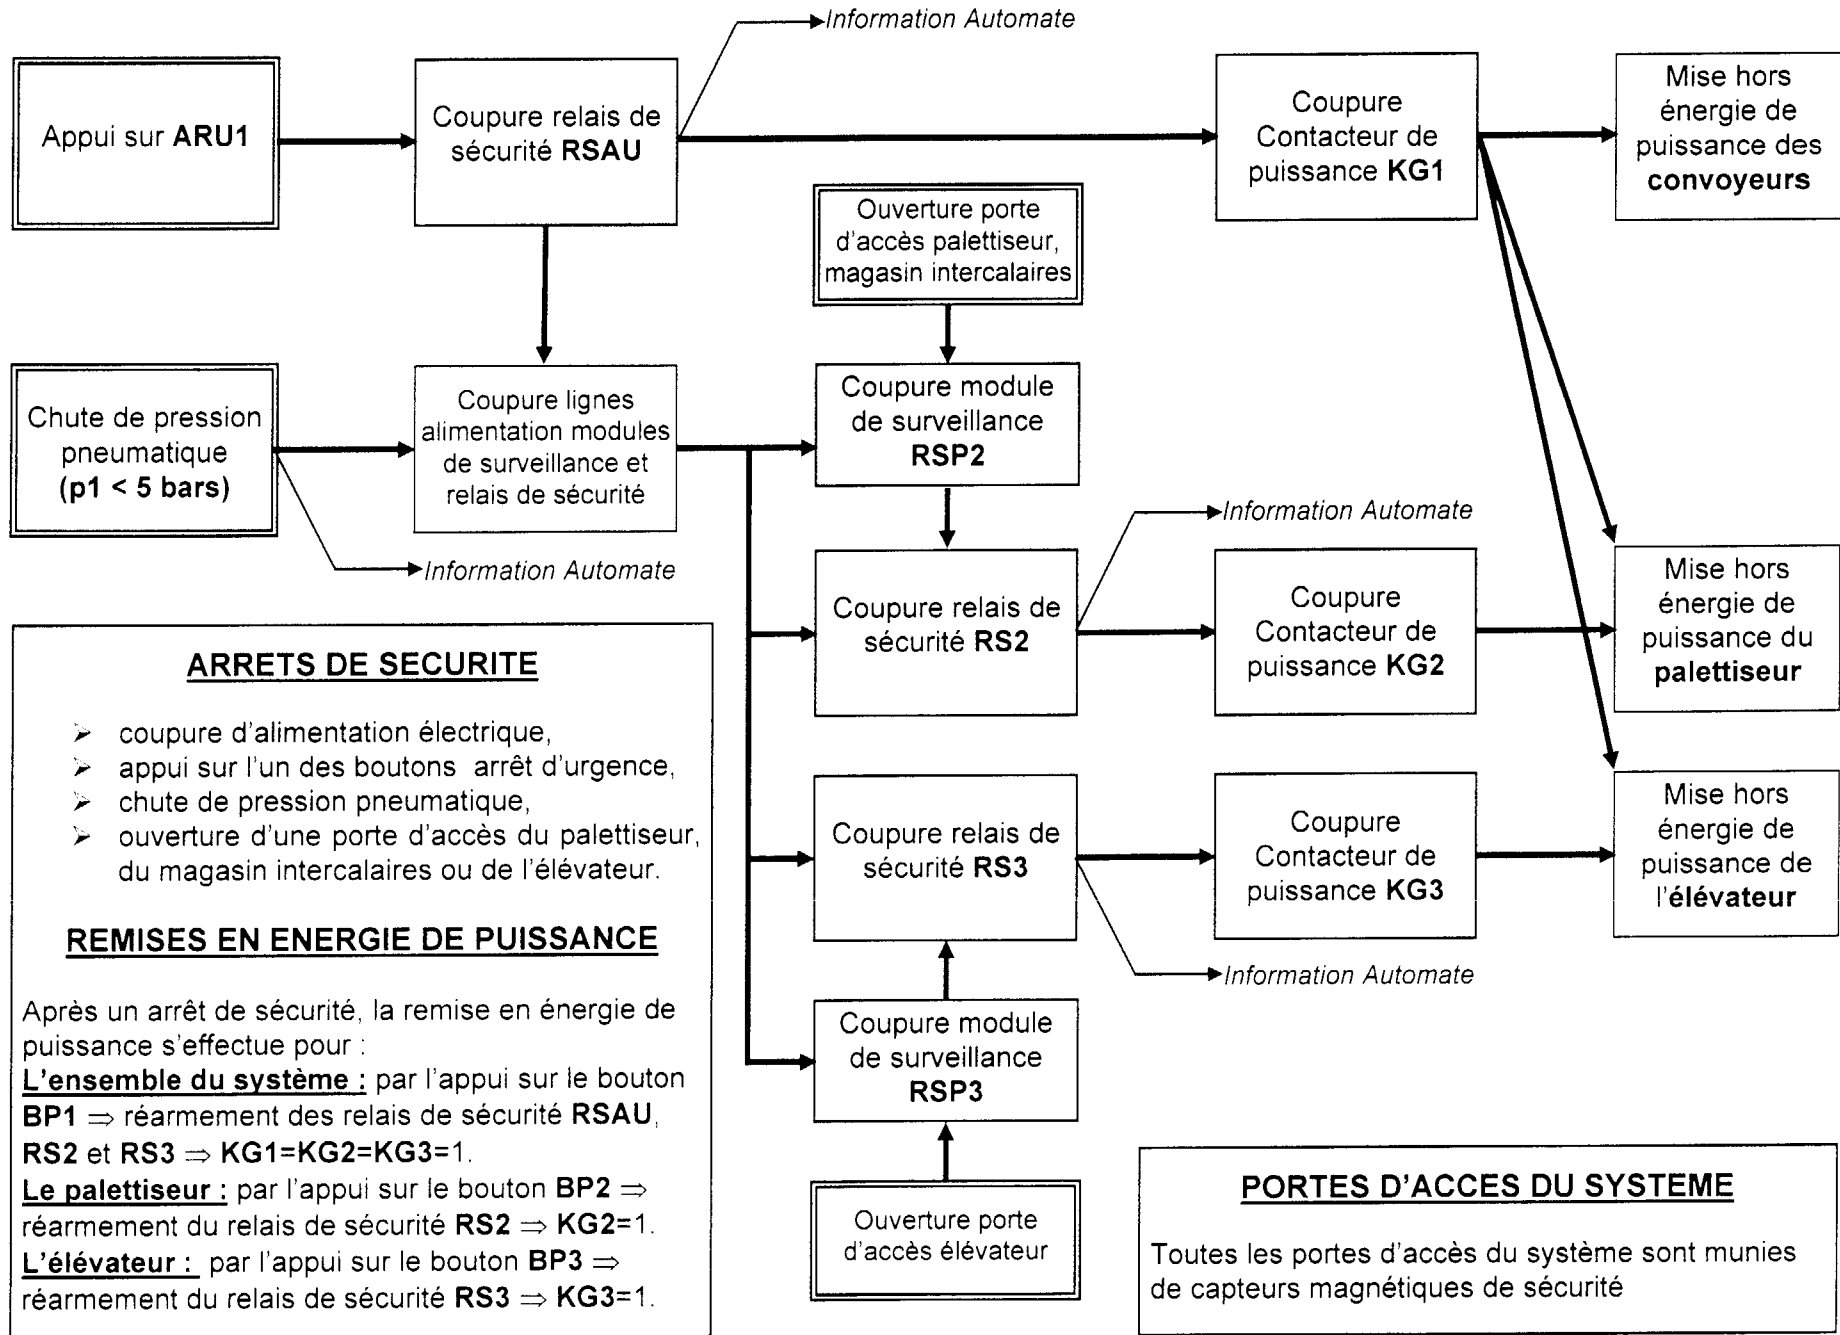 Information Automate
Appui sur ARU1
Coupure relais de
sécurité RSAU
Coupure
Contacteur de
puissance KG1
Mise hors
énergie de
puissance des
convoyeurs
Ouverture porte
d'accès palettiseur,
magasin intercalaires
Chute de pression
pneumatique
(p1 < 5 bars)
Coupure lignes
alimentation modules
de surveillance et
relais de sécurité
Coupure module
de surveillance
RSP2
Information Automate
Information Automate
Coupure relais de
sécurité RS2
Coupure
Contacteur de
puissance KG2
Mise hors
énergie de
puissance du
palettiseur
Coupure relais de
sécurité RS3
Coupure
Contacteur de
puissance KG3
Mise hors
énergie de
puissance de
l'élévateur
Information Automate
Coupure module
de surveillance
RSP3
Ouverture porte
d'accès élévateur
ARRETS DE SECURITE
➢ coupure d'alimentation électrique,
➢ appui sur l'un des boutons arrêt d'urgence,
➢ chute de pression pneumatique,
➢ ouverture d'une porte d'accès du palettiseur,
du magasin intercalaires ou de l'élévateur.
REMISES EN ENERGIE DE PUISSANCE
Après un arrêt de sécurité, la remise en énergie de
puissance s'effectue pour :
L'ensemble du système : par l'appui sur le bouton
BP1 ⇒ réarmement des relais de sécurité RSAU,
RS2 et RS3 ⇒ KG1=KG2=KG3=1.
Le palettiseur : par l'appui sur le bouton BP2 ⇒
réarmement du relais de sécurité RS2 ⇒ KG2=1.
L'élévateur : par l'appui sur le bouton BP3 ⇒
réarmement du relais de sécurité RS3 ⇒ KG3=1.
PORTES D'ACCES DU SYSTEME
Toutes les portes d'accès du système sont munies
de capteurs magnétiques de sécurité